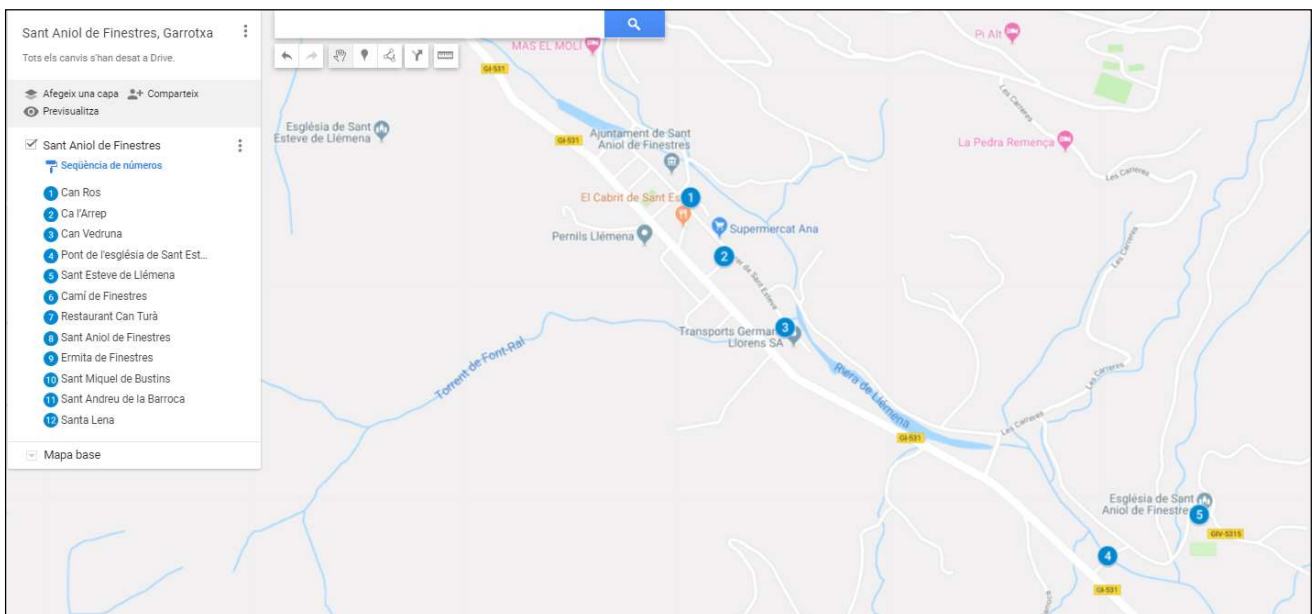 Sant Aniol de Finestres, Garrotxa
Tots els canvis s'han desat a Drive.
Afegeix una capa
Comparteix
Previsualitza
Sant Aniol de Finestres
Seqüència de números
1 Can Ros
2 Ca l'Arrep
3 Can Vedruna
4 Pont de l'església de Sant Est...
5 Sant Esteve de Llémena
6 Camí de Finestres
7 Restaurant Can Turà
8 Sant Aniol de Finestres
9 Ermita de Finestres
10 Sant Miquel de Bustins
11 Sant Andreu de la Barroca
12 Santa Lena
Mapa base
MAS EL MOLÍ
GI-531
Pi Alt
Les Carreres
Església de Sant
Esteve de Llémena
GI-531
Ajuntament de Sant
Aniol de Finestres
La Pedra Remença
Les Carreres
El Cabrit de Sant Es
1
Supermercat Ana
Pernils Llémena
2
er de Sant Esteve
Les Carreres
Transports German
Llorens SA
3
Torrent de Font-Ral
Riera de Llémena
Les Carreres
Les Carreres
GI-531
Església de Sant
Aniol de Finestre
5
GIV-5315
4
GI-531